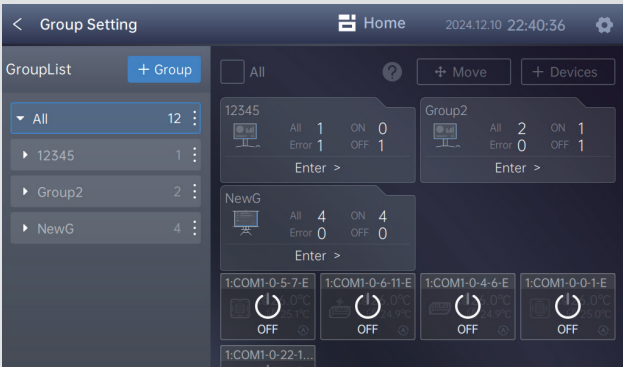 < Group Setting
Home
2024.12.10 22:40:36
GroupList
+ Group
All
? Move
+ Devices
All 12
12345 1
Group2 2
NewG 4
12345
All 1 ON 0
Error 1 OFF 1
Enter >
Group2
All 2 ON 1
Error 0 OFF 1
Enter >
NewG
All 4 ON 4
Error 0 OFF 0
Enter >
1:COM1-0-5-7-E
OFF
1:COM1-0-6-11-E
OFF
1:COM1-0-4-6-E
OFF
1:COM1-0-0-1-E
OFF
1:COM1-0-22-1...